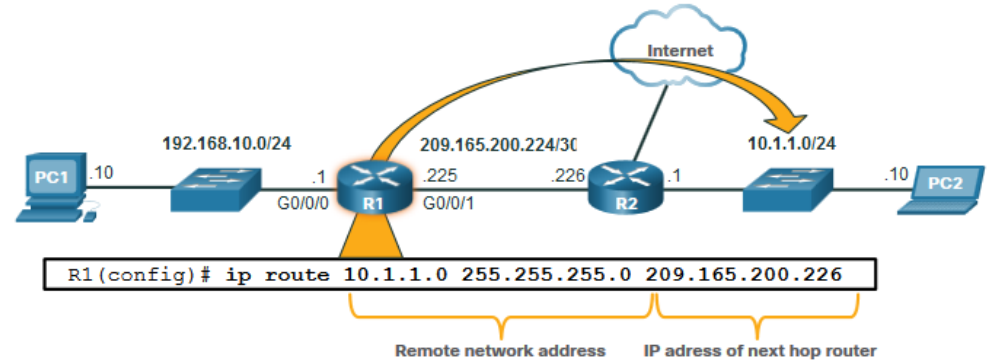 Internet
192.168.10.0/24
209.165.200.224/30
10.1.1.0/24
PC1
.10
.1
G0/0/0
R1
.225
G0/0/1
.226
R2
.1
.10
PC2
R1(config)# ip route 10.1.1.0 255.255.255.0 209.165.200.226
Remote network address
IP adress of next hop router